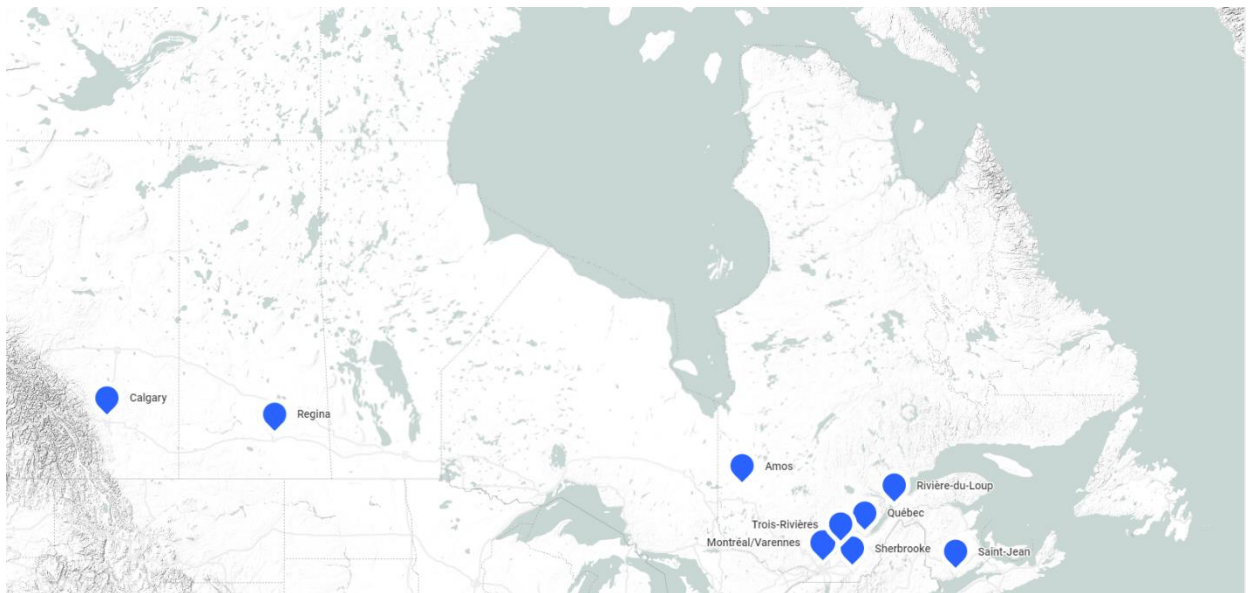 Calgary
Regina
Amos
Rivière-du-Loup
Québec
Trois-Rivières
Montréal/Varennes
Sherbrooke
Saint-Jean